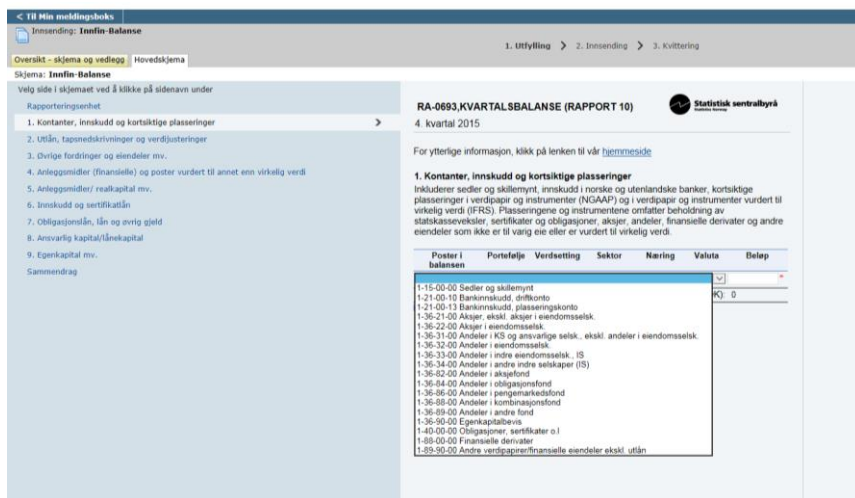 < Til Min meldingsboks
Innsending: Innfin-Balanse
1. Utfylling > 2. Innsending > 3. Kvittering
Oversikt - skjema og vedlegg Hovedskjema
Skjema: Innfin-Balanse
Velg side i skjemaet ved å klikke på sidenavn under
Rapporteringsenhet
1. Kontanter, innskudd og kortsiktige plasseringer >
2. Utlån, tapsnedskrivninger og verdijusteringer
3. Øvrige fordringer og eiendeler mv.
4. Anleggsmidler (finansielle) og poster vurdert til annet enn virkelig verdi
5. Anleggsmidler/ realkapital mv.
6. Innskudd og sertifikatlån
7. Obligasjonslån, lån og øvrig gjeld
8. Ansvarlig kapital/lånekapital
9. Egenkapital mv.
Sammendrag
RA-0693,KVARTALSBALANSE (RAPPORT 10)
Statistisk sentralbyrå
Statistics Norway
4. kvartal 2015
For ytterlige informasjon, klikk på lenken til vår hjemmeside
1. Kontanter, innskudd og kortsiktige plasseringer
Inkluderer sedler og skillemynt, innskudd i norske og utenlandske banker, kortsiktige
plasseringer i verdipapir og instrumenter (NGAAP) og i verdipapir og instrumenter vurdert til
virkelig verdi (IFRS). Plasseringene og instrumentene omfatter beholdning av
statskasseveksler, sertifikater og obligasjoner, aksjer, andeler, finansielle derivater og andre
eiendeler som ikke er til varig eie eller er vurdert til virkelig verdi.
Poster i balansen Portefølje Verdsetting Sektor Næring Valuta Beløp
*
K): 0
1-15-00-00 Sedler og skillemynt
1-21-00-10 Bankinnskudd, driftkonto
1-21-00-13 Bankinnskudd, plasseringskonto
1-36-21-00 Aksjer, ekskl. aksjer i eiendomsselsk.
1-36-22-00 Aksjer i eiendomsselsk.
1-36-31-00 Andeler i KS og ansvarlige selsk., ekskl. andeler i eiendomsselsk.
1-36-32-00 Andeler i eiendomsselsk.
1-36-33-00 Andeler i indre eiendomsselsk., IS
1-36-34-00 Andeler i andre indre selskaper (IS)
1-36-82-00 Andeler i aksjefond
1-36-84-00 Andeler i obligasjonsfond
1-36-86-00 Andeler i pengemarkedsfond
1-36-88-00 Andeler i kombinasjonsfond
1-36-89-00 Andeler i andre fond
1-36-90-00 Egenkapitalbevis
1-40-00-00 Obligasjoner, sertifikater o.l
1-88-00-00 Finansielle derivater
1-89-90-00 Andre verdipapirer/finansielle eiendeler ekskl. utlån